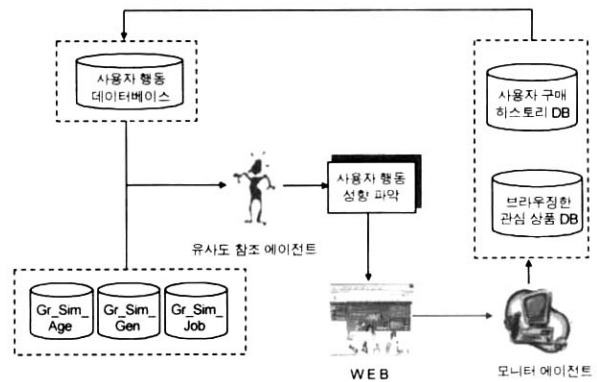 사용자 행동
데이터베이스
사용자 구매
히스토리 DB
사용자 행동
성향 파악
브라우징한
관심 상품 DB
유사도 참조 에이전트
Gr_Sim_
Age
Gr_Sim_
Gen
Gr_Sim_
Job
WEB
모니터 에이전트